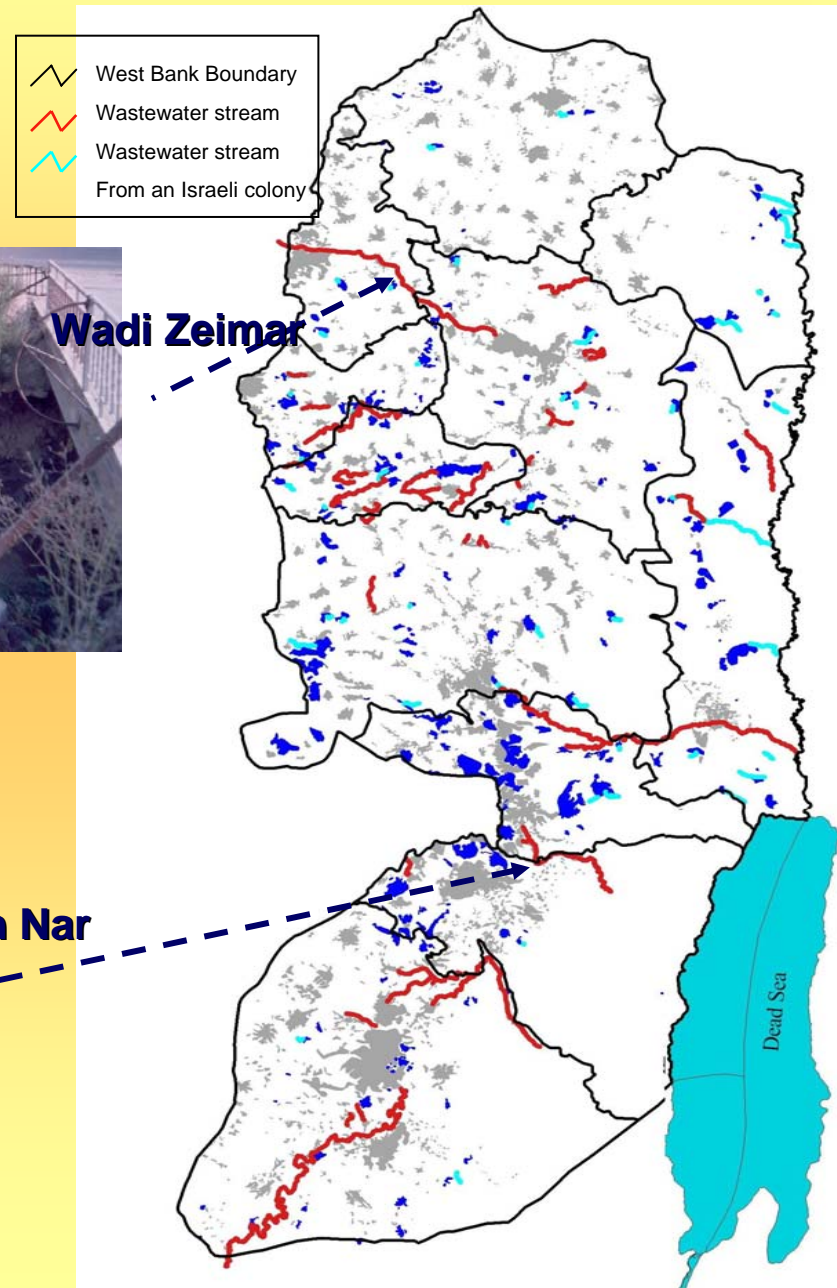 West Bank Boundary
Wastewater stream
Wastewater stream
From an Israeli colony
Wadi Zeimar
Nar
Dead Sea